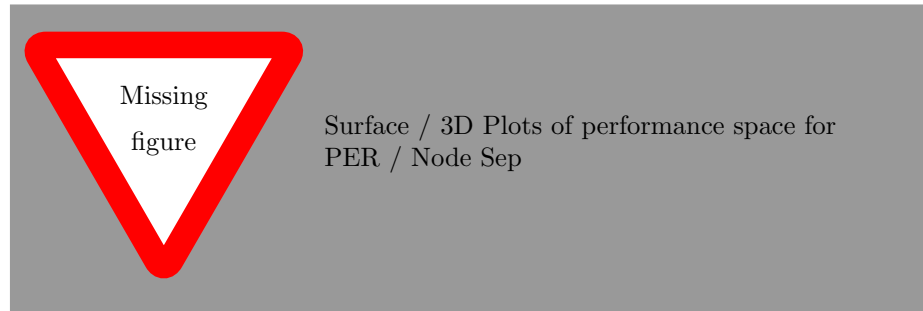 Missing
figure
Surface / 3D Plots of performance space for
PER / Node Sep